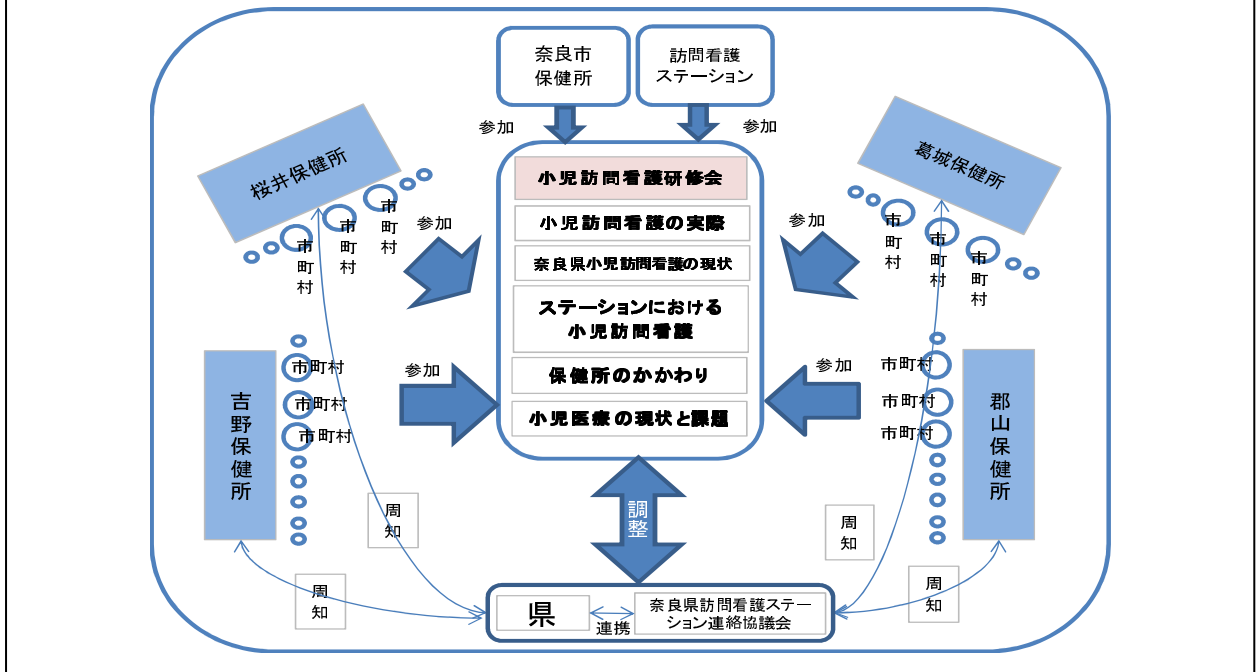 奈良市
保健所
訪問看護
ステーション
参加
参加
桜井保健所
市町村
市町村
市町村
参加
葛城保健所
市町村
市町村
市町村
参加
小児訪問看護研修会
小児訪問看護の実際
奈良県小児訪問看護の現状
ステーションにおける
小児訪問看護
保健所のかかわり
小児医療の現状と課題
吉野保健所
市町村
市町村
市町村
参加
郡山保健所
市町村
市町村
市町村
参加
調整
周知
周知
周知
周知
県
連携
奈良県訪問看護ステー
ション連絡協議会